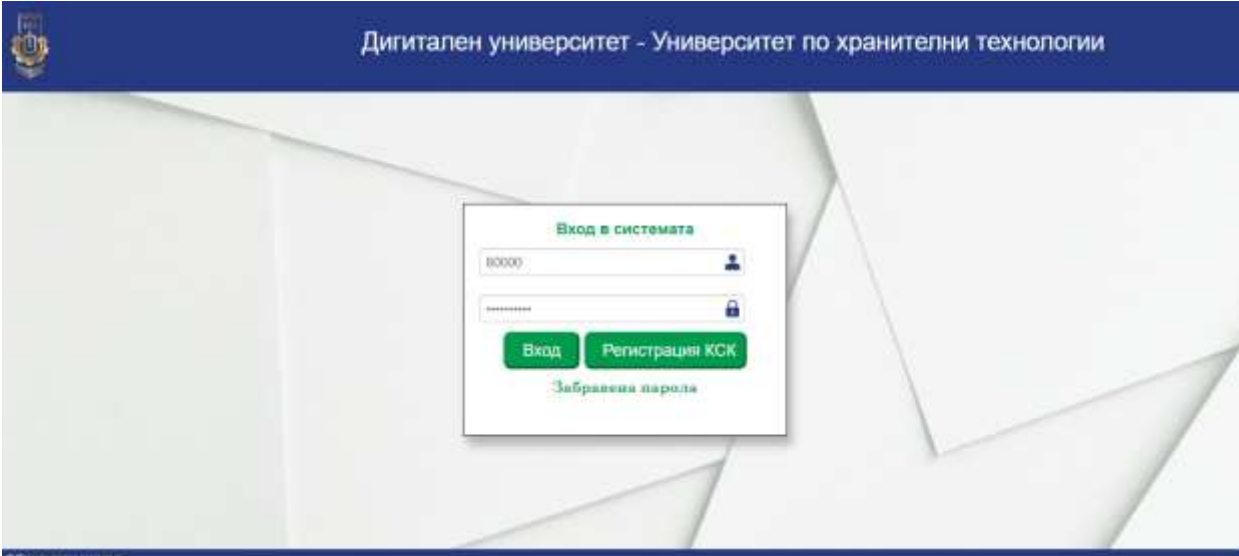 Дигитален университет - Университет по хранителни технологии
Вход в системата
80000
Вход Регистрация КСК
Забравена парола